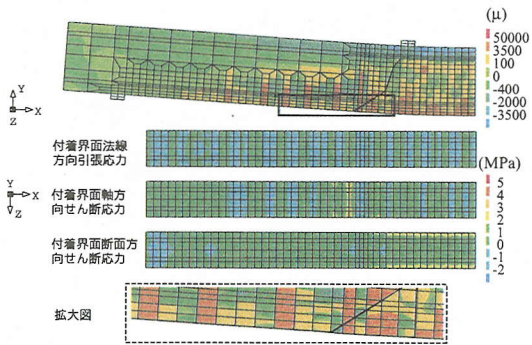 (μ)
50000
3500
100
0
-400
-2000
-3500
Y
Z
X
付着界面法線
方向引張応力
(MPa)
Y
X
Z
付着界面軸方
向せん断応力
5
4
3
2
1
0
-1
-2
付着界面断面方
向せん断応力
拡大図